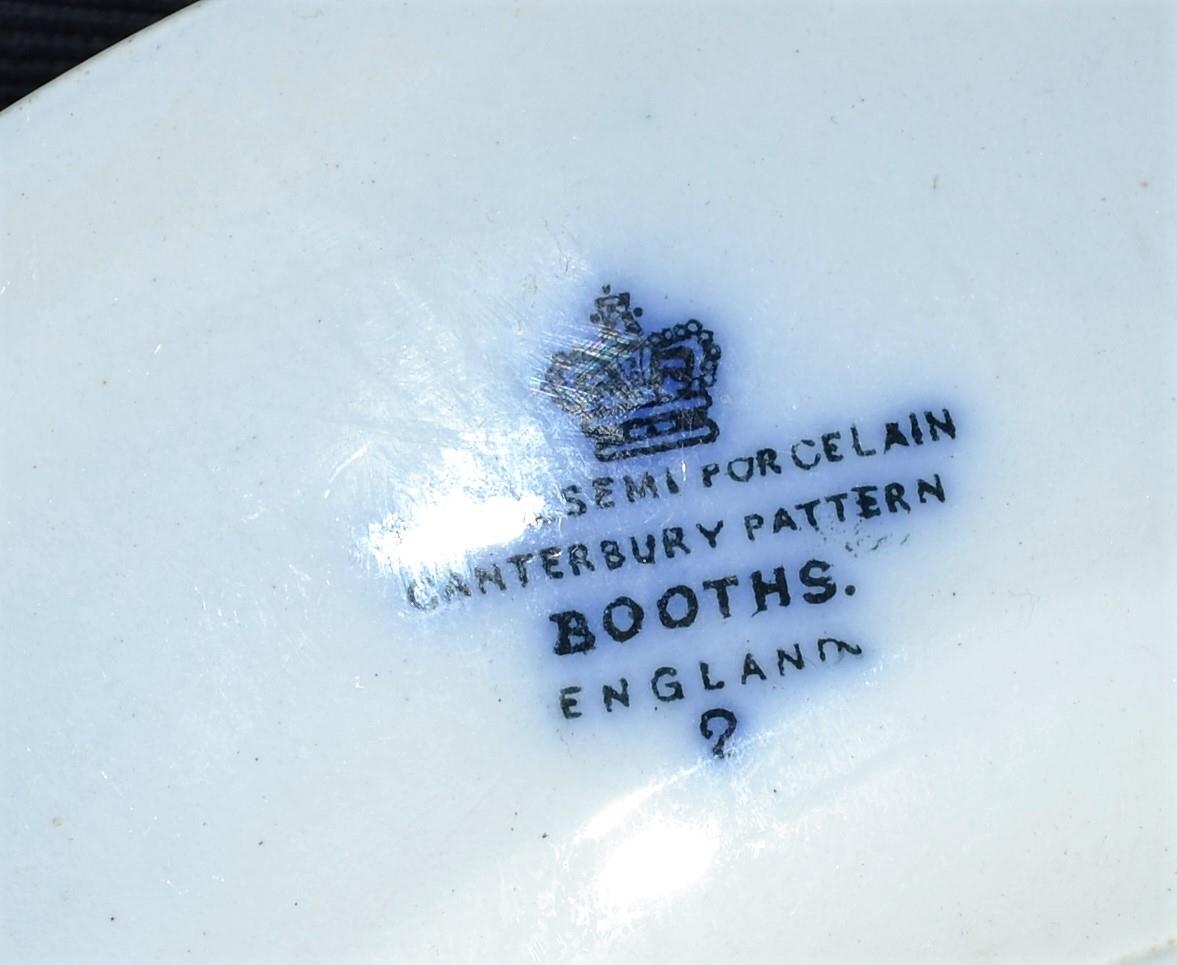 SEMI PORCELAIN
CANTERBURY PATTERN
BOOTHS.
ENGLAND
?